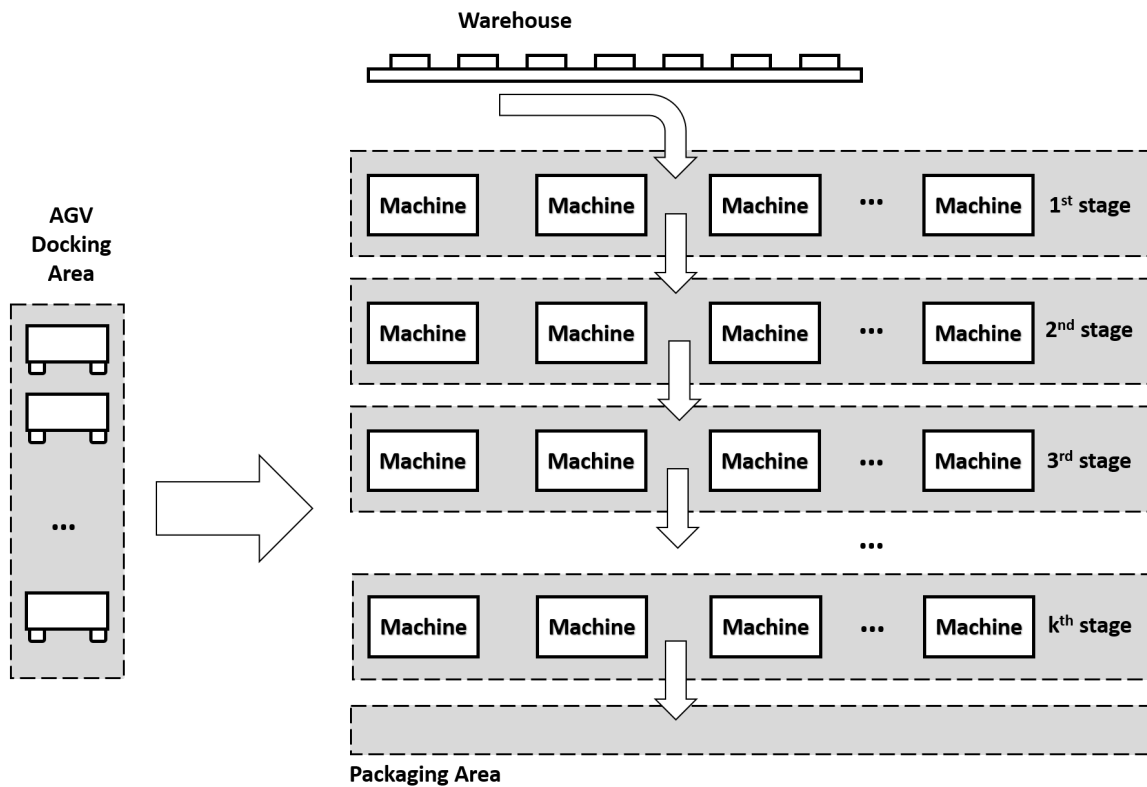 Warehouse
Machine Machine Machine ... Machine 1st stage
AGV
Docking
Area
Machine Machine Machine ... Machine 2nd stage
Machine Machine Machine ... Machine 3rd stage
...
...
Machine Machine Machine ... Machine kth stage
Packaging Area